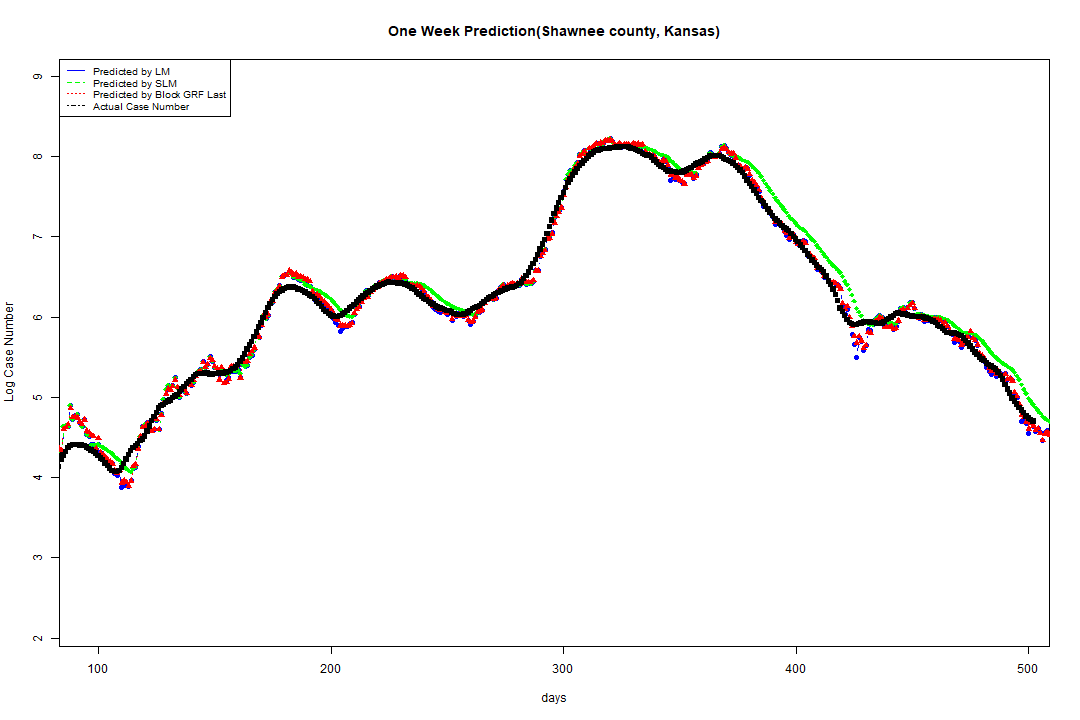 One Week Prediction(Shawnee county, Kansas)
Predicted by LM
Predicted by SLM
Predicted by Block GRF Last
Actual Case Number
9
8
7
6
5
4
3
2
Log Case Number
100 200 300 400 500
days